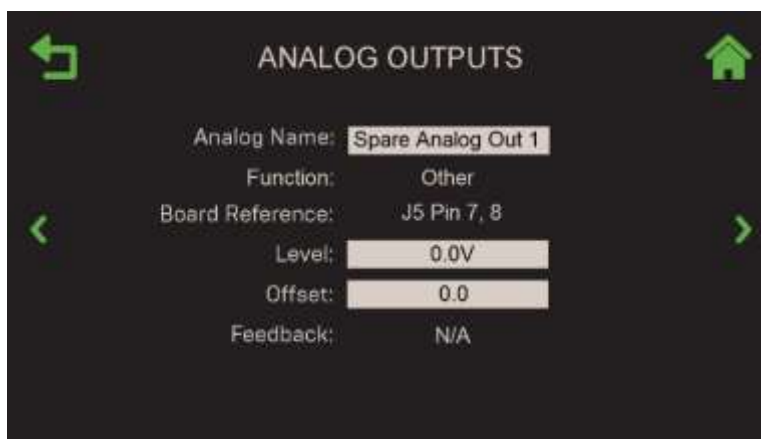 ANALOG OUTPUTS
Analog Name: Spare Analog Out 1
Function: Other
Board Reference: J5 Pin 7, 8
Level: 0.0V
Offset: 0.0
Feedback: N/A